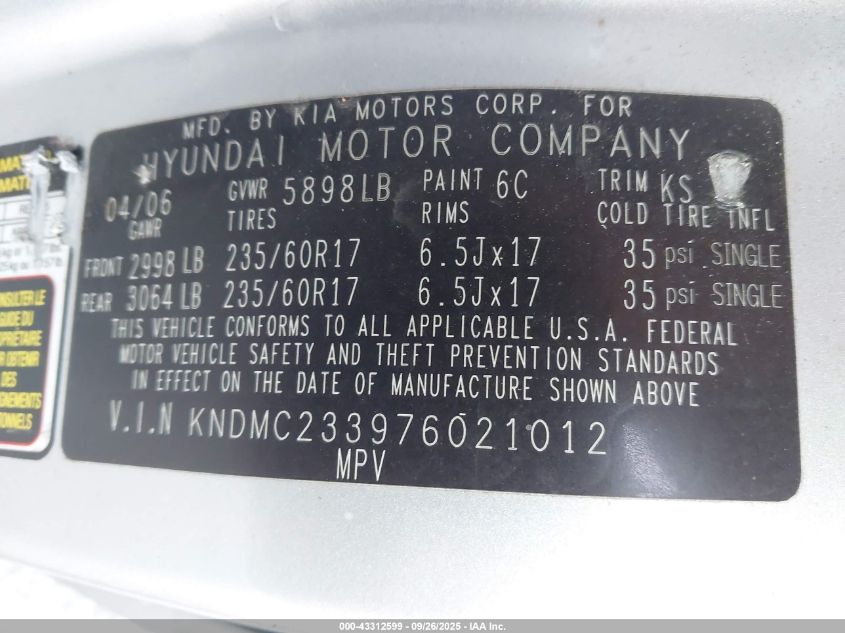 MFD. BY KIA MOTORS CORP. FOR
HYUNDAI MOTOR COMPANY
04/06 GVWR 5898LB PAINT 6C TRIM KS
GAWR TIRES RIMS COLD TIRE INFL
FRONT 2998 LB 235/60R17 6.5Jx17 35 psi SINGLE
REAR 3064 LB 235/60R17 6.5Jx17 35 psi SINGLE
THIS VEHICLE CONFORMS TO ALL APPLICABLE U.S.A. FEDERAL
MOTOR VEHICLE SAFETY AND THEFT PREVENTION STANDARDS
IN EFFECT ON THE DATE OF MANUFACTURE SHOWN ABOVE
V.I.N KNDMC233976021012
MPV
000-43312599 - 09/26/2025 - IAA Inc.